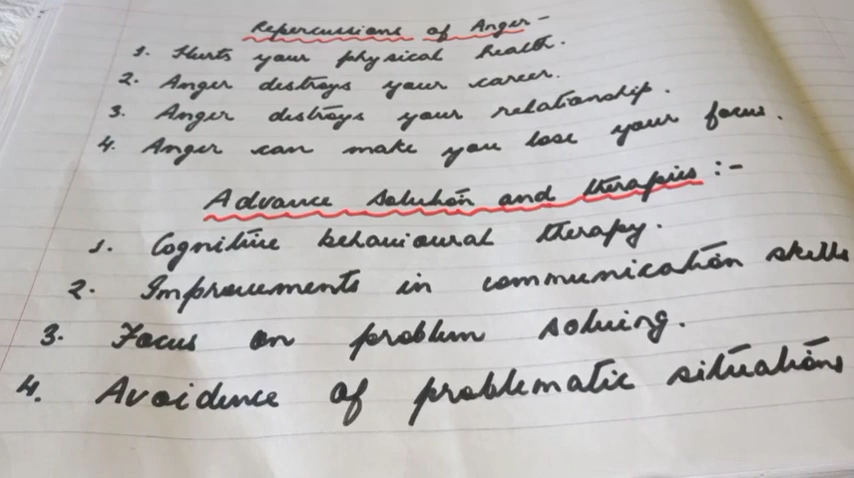 Repercussions of Anger -
1. Hurts your physical health.
2. Anger destroys your career.
3. Anger destroys your relationship.
4. Anger can make you lose your focus.
Advance solution and therapies :-
1. Cognitive behavioural therapy.
2. Improvements in communication skills
3. Focus on problem solving.
4. Avoidence of problematic situations